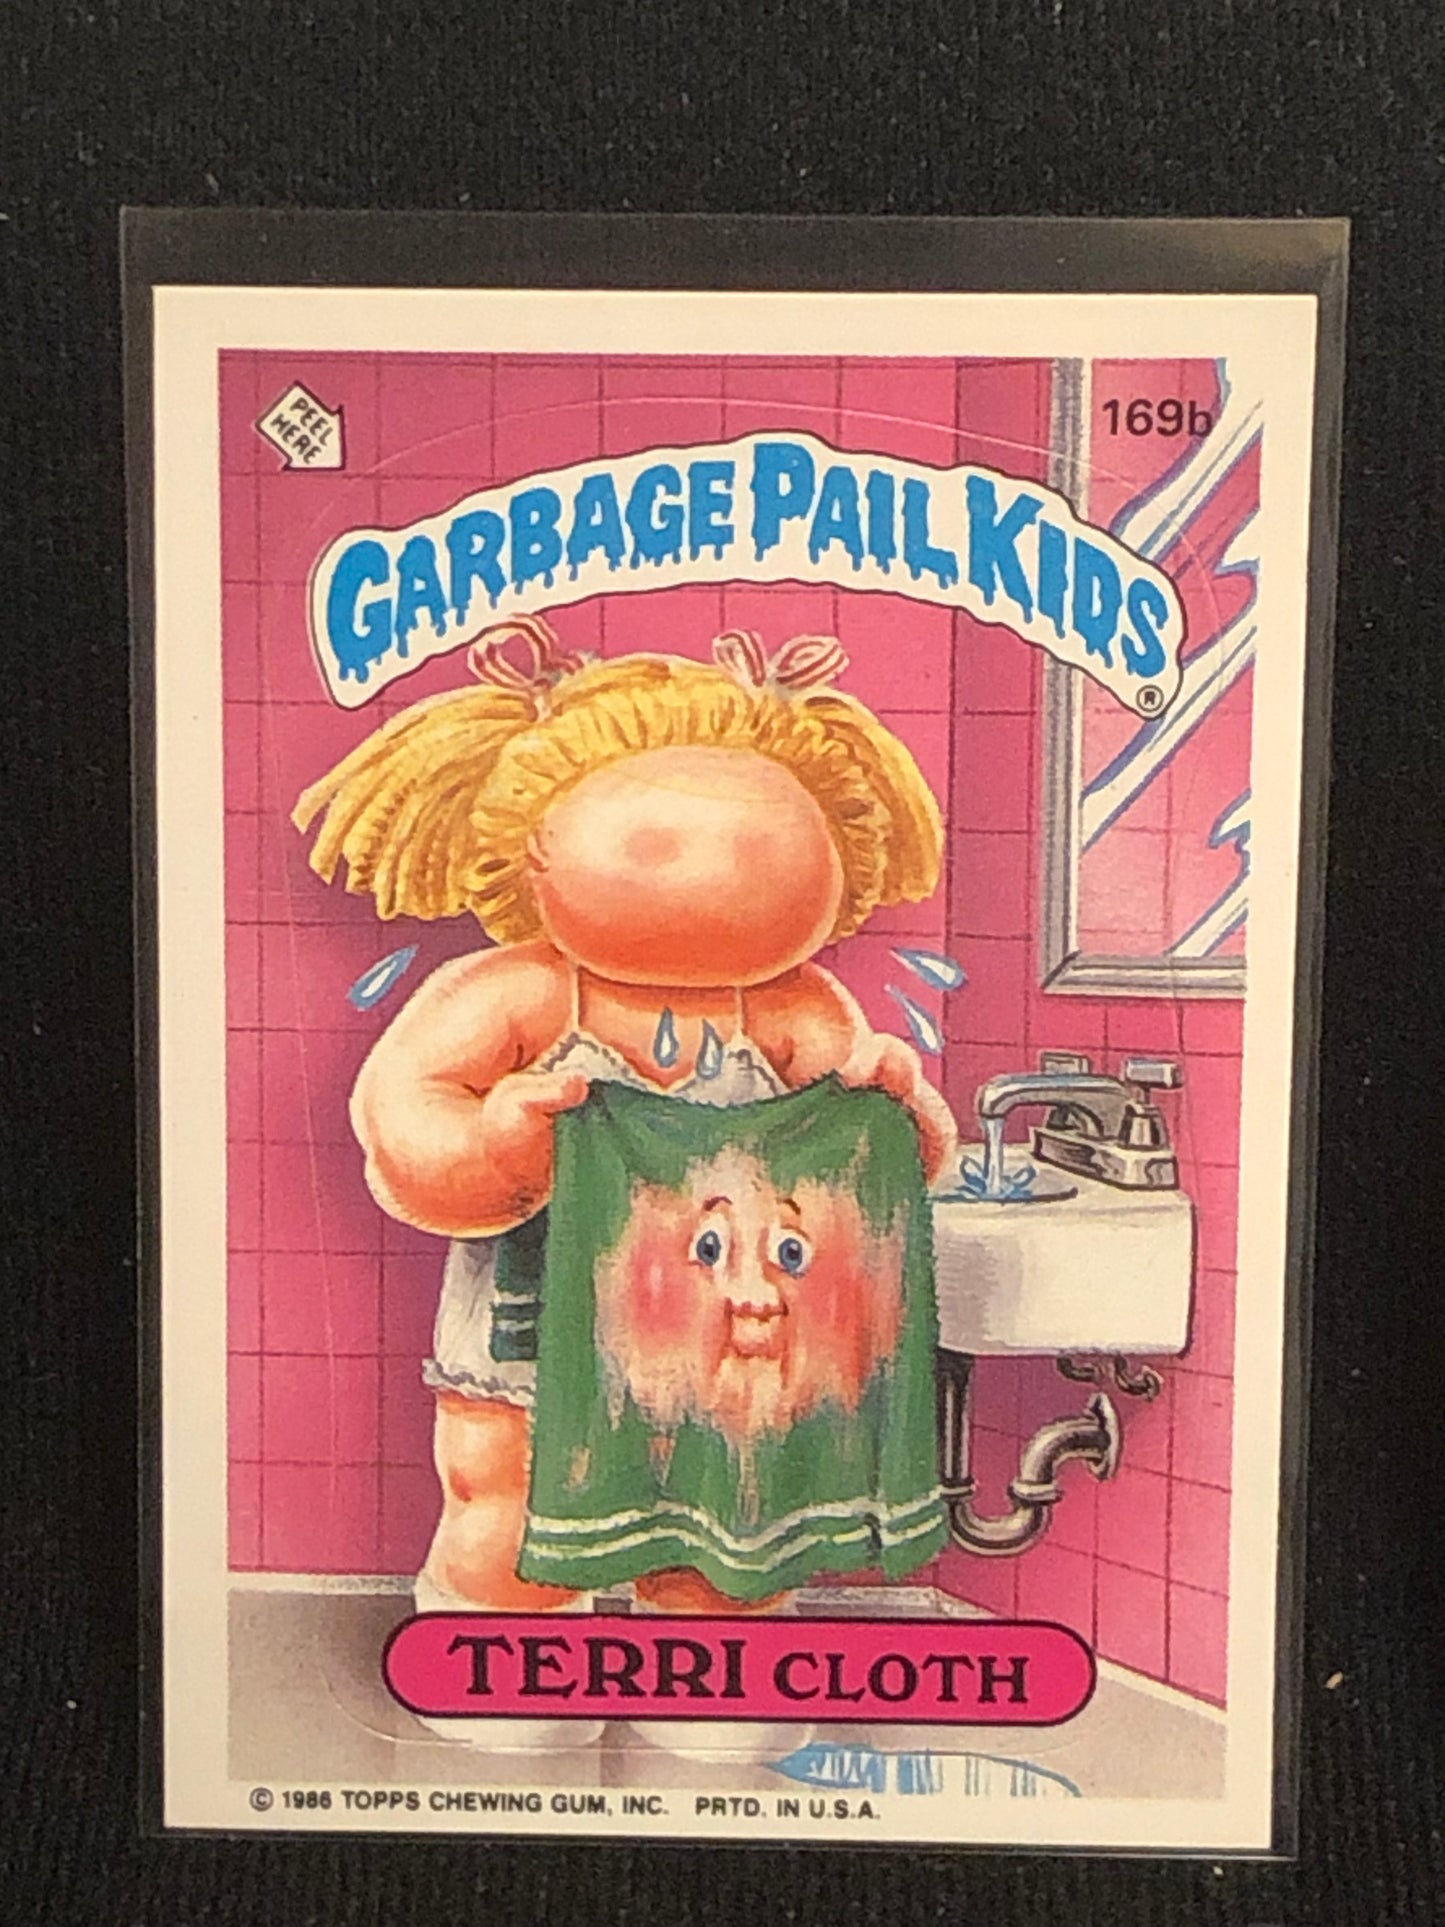 PEEL
HERE
169b
GARBAGE PAIL KIDS
®
TERRI CLOTH
© 1986 TOPPS CHEWING GUM, INC. PRTD. IN U.S.A.